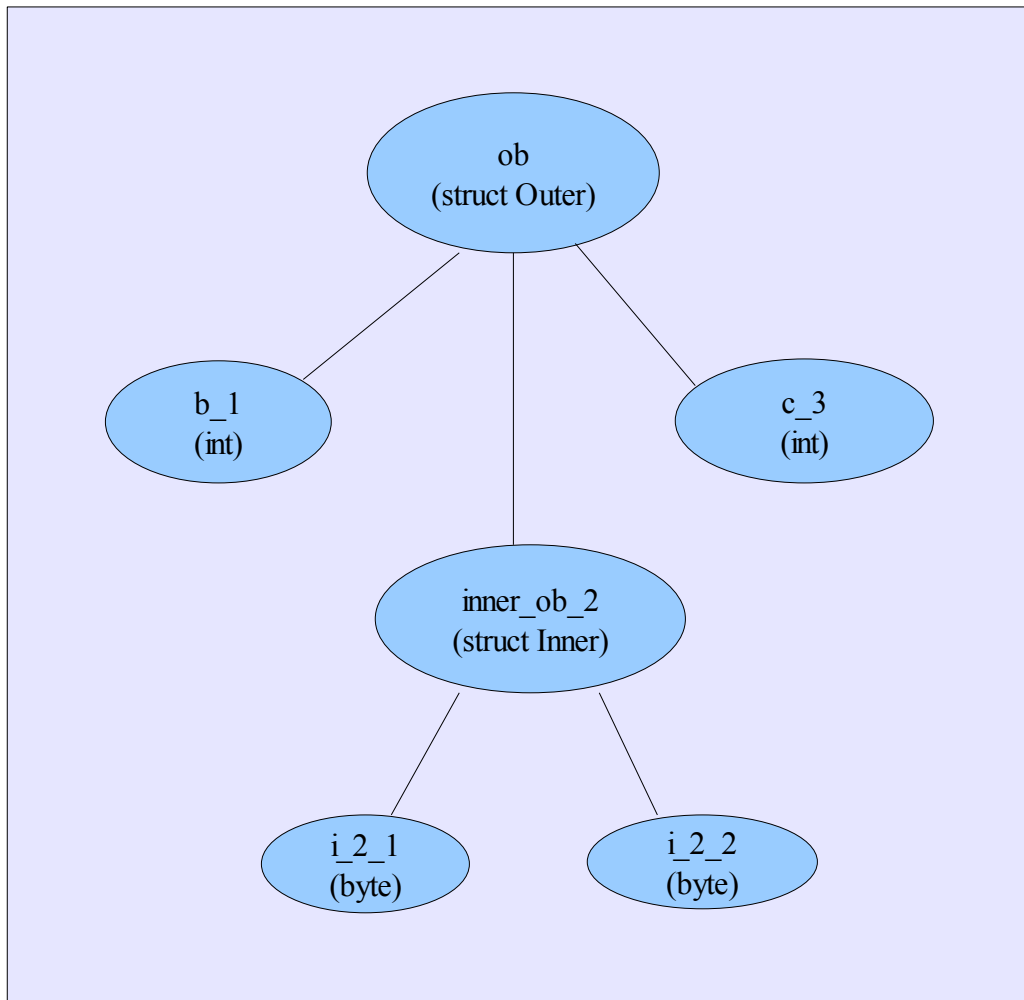 ob
(struct Outer)
b_1
(int)
c_3
(int)
inner_ob_2
(struct Inner)
i_2_1
(byte)
i_2_2
(byte)